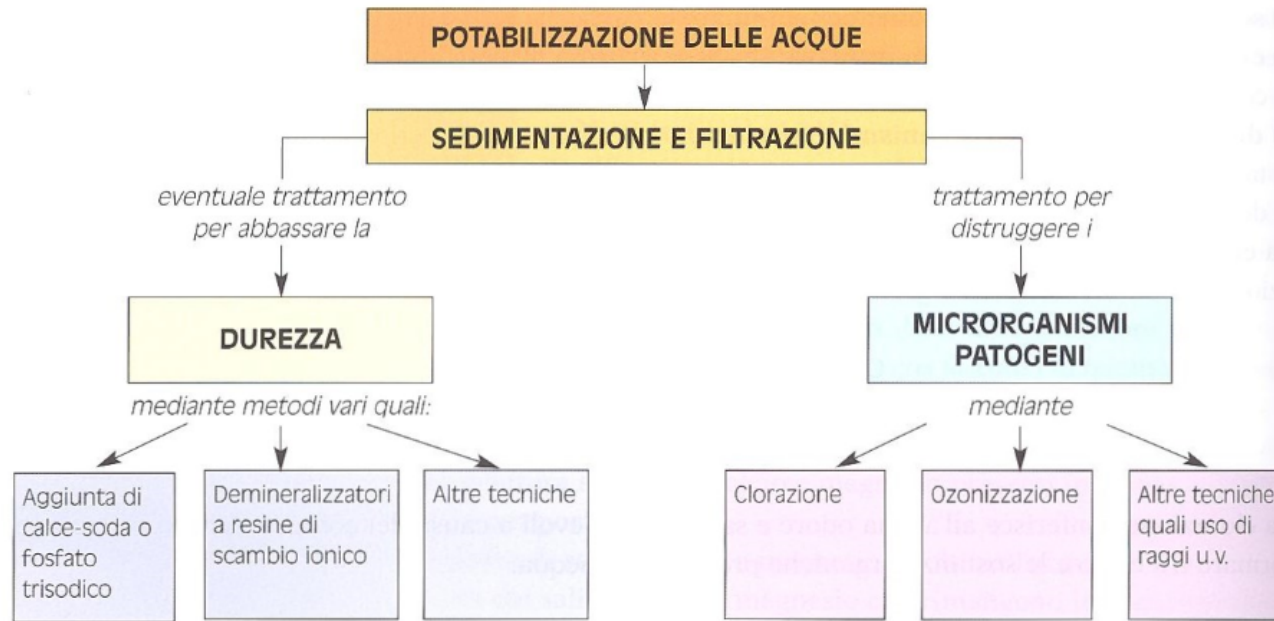 POTABILIZZAZIONE DELLE ACQUE
SEDIMENTAZIONE E FILTRAZIONE
eventuale trattamento
per abbassare la
trattamento per
distruggere i
DUREZZA
MICRORGANISMI
PATOGENI
mediante metodi vari quali:
mediante
Aggiunta di
calce-soda o
fosfato
trisodico
Demineralizzatori
a resine di
scambio ionico
Altre tecniche
Clorazione
Ozonizzazione
Altre tecniche
quali uso di
raggi u.v.